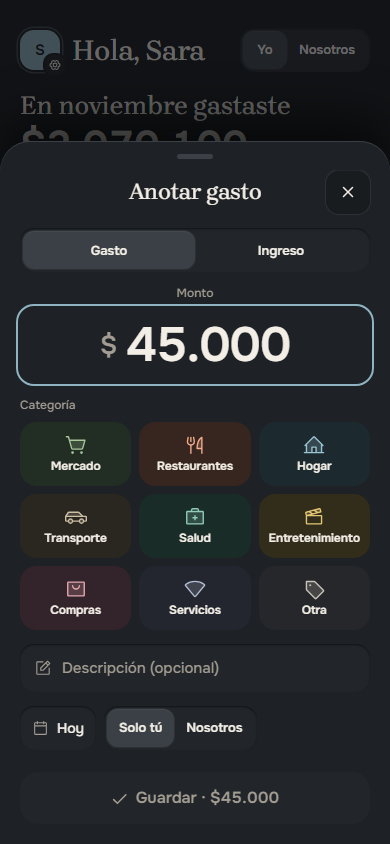 S
Hola, Sara
Yo
Nosotros
En noviembre gastaste
Anotar gasto
Gasto
Ingreso
Monto
$ 45.000
Categoría
Mercado
Restaurantes
Hogar
Transporte
Salud
Entretenimiento
Compras
Servicios
Otra
Descripción (opcional)
Hoy
Solo tú
Nosotros
Guardar · $45.000